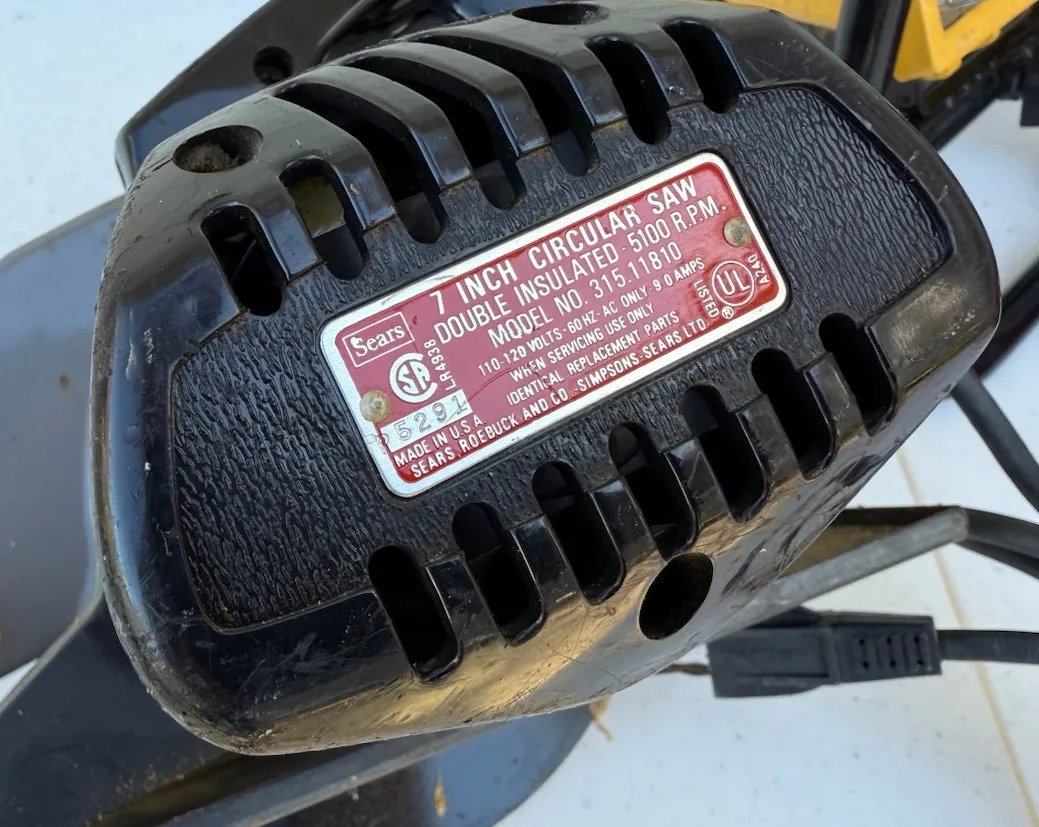 7 INCH CIRCULAR SAW
DOUBLE INSULATED - 5100 R.P.M.
MODEL NO. 315.11810
110-120 VOLTS - 60 HZ - AC ONLY - 9.0 AMPS
WHEN SERVICING USE ONLY
IDENTICAL REPLACEMENT PARTS
Sears
SA
LR4938
5291
MADE IN U.S.A.
SEARS, ROEBUCK AND CO. - SIMPSONS-SEARS LTD.
LISTED
UL
®
A240